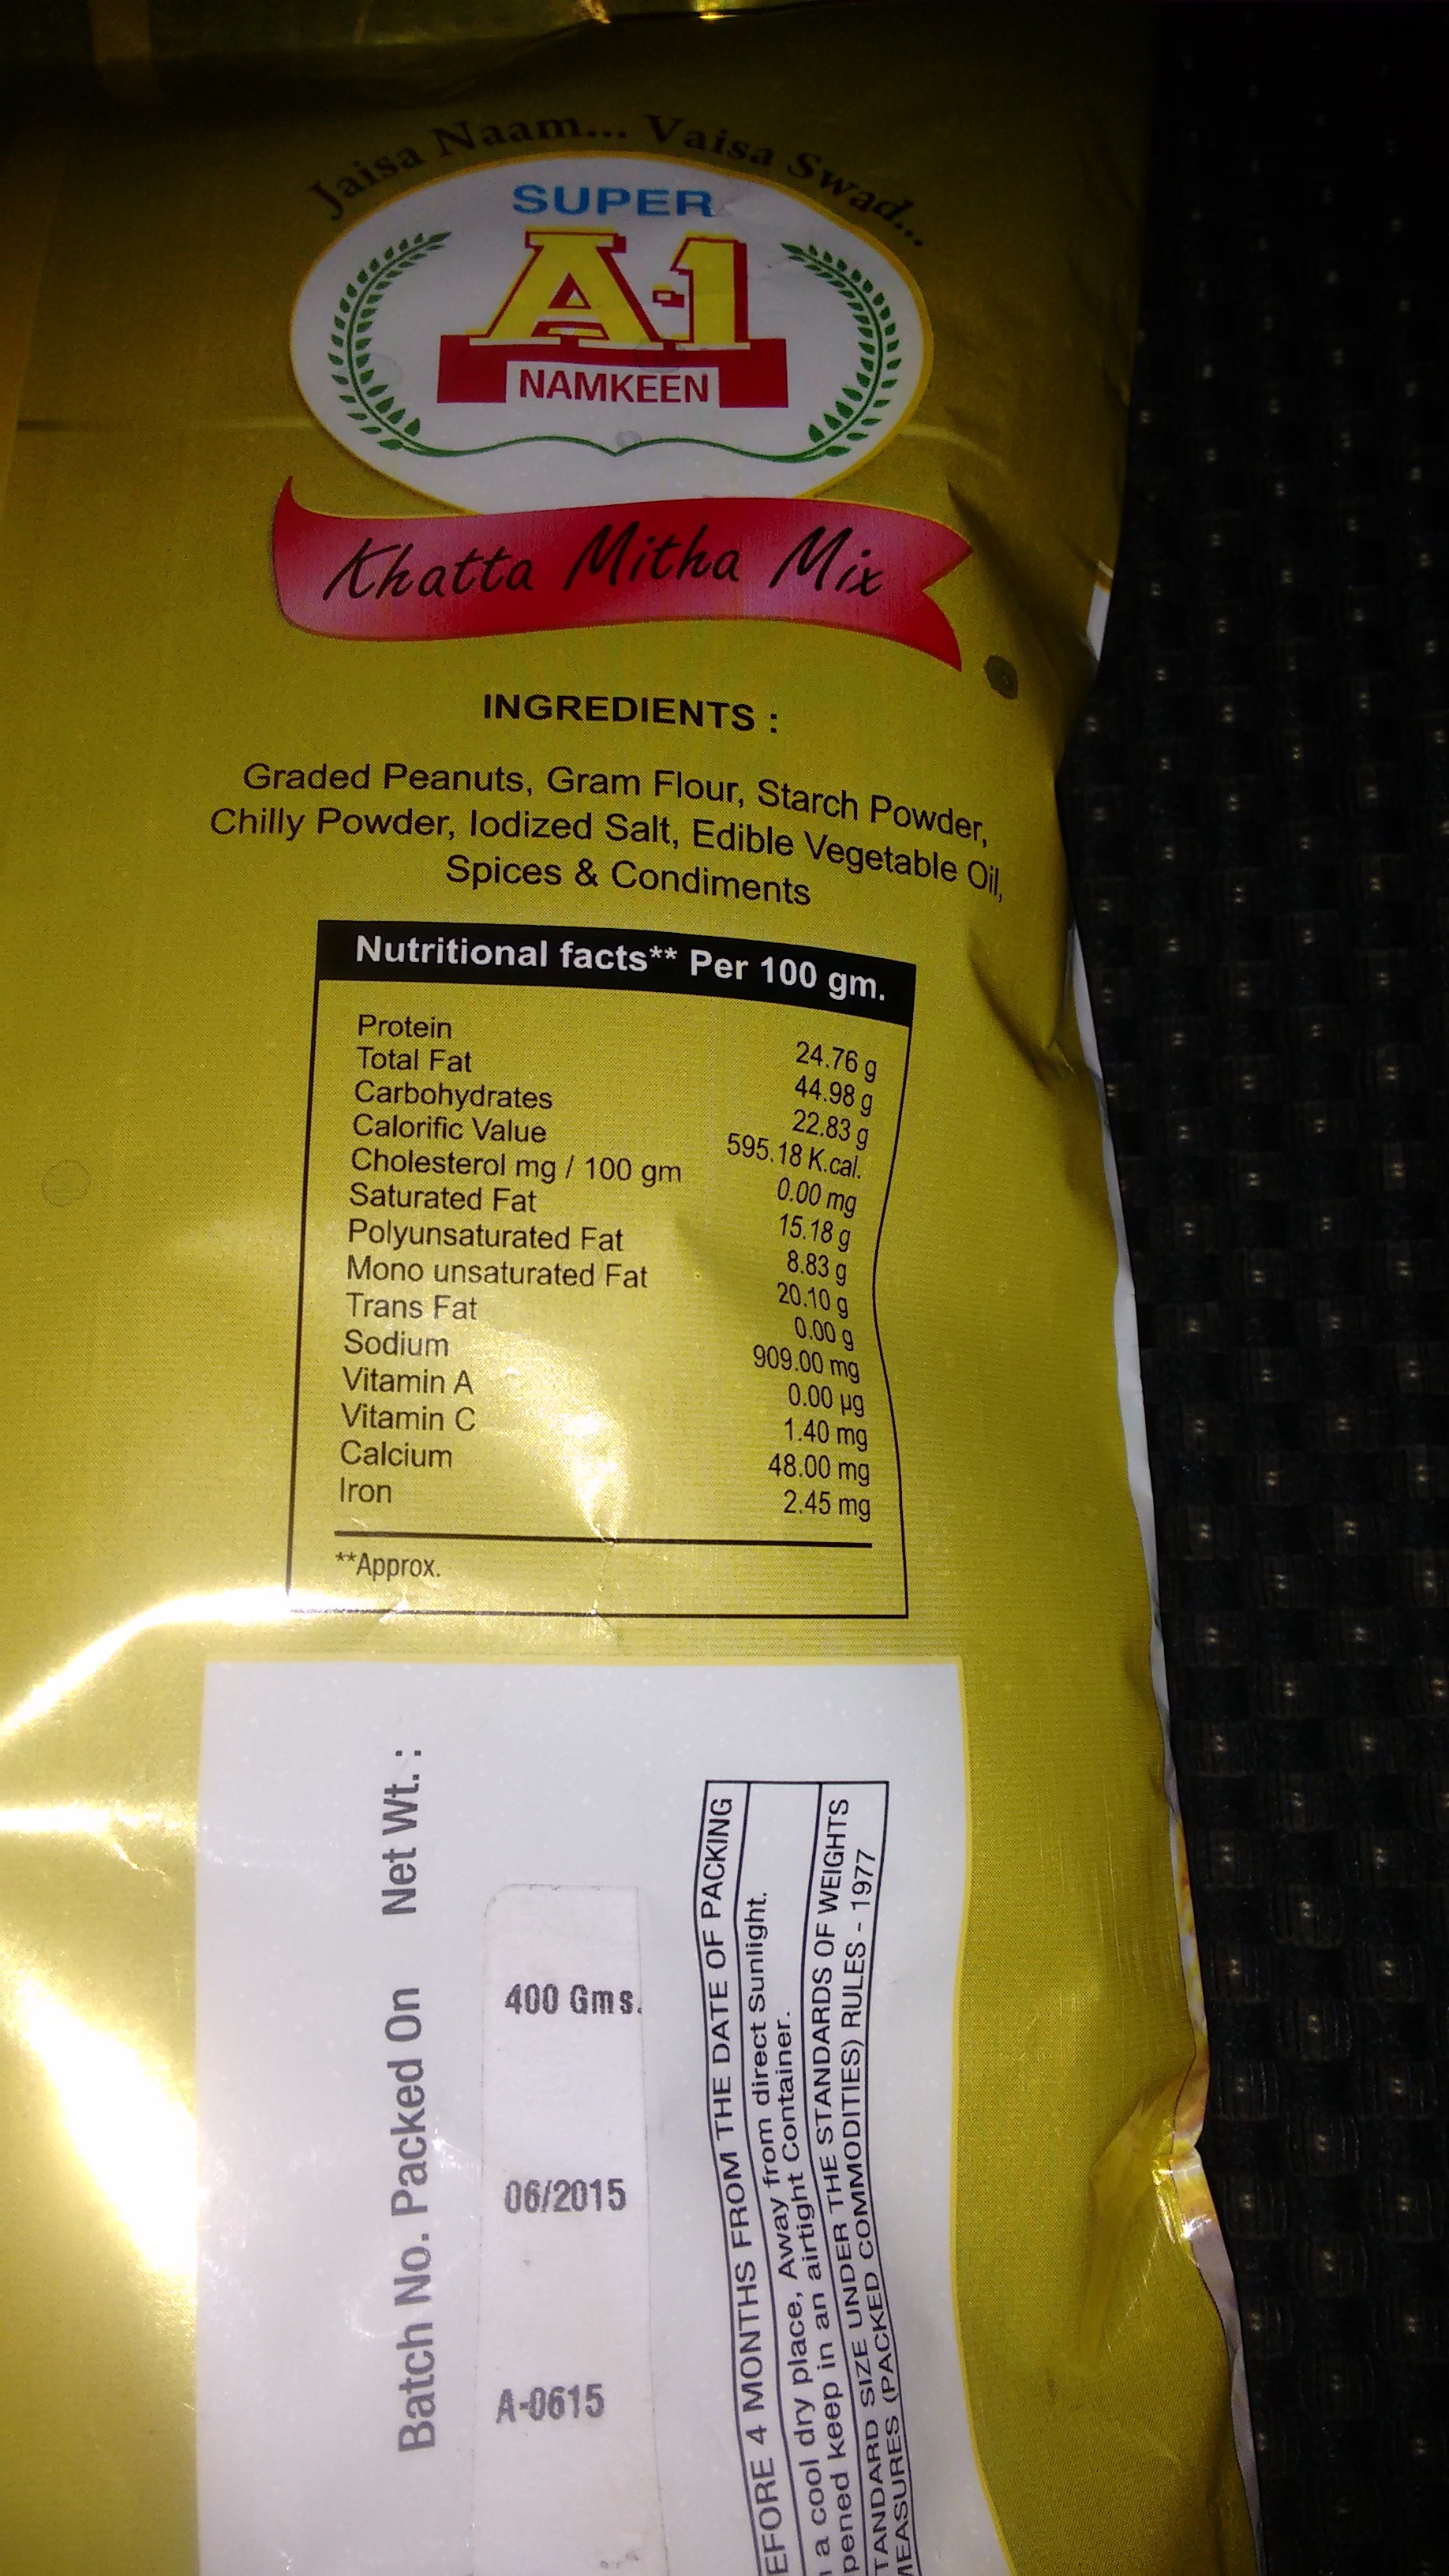 Jaisa Naam... Vaisa Swad...
SUPER
A-1
NAMKEEN
Khatta Mitha Mix
INGREDIENTS :
Graded Peanuts, Gram Flour, Starch Powder,
Chilly Powder, Iodized Salt, Edible Vegetable Oil,
Spices & Condiments
Nutritional facts** Per 100 gm.
Protein 24.76 g
Total Fat 44.98 g
Carbohydrates 22.83 g
Calorific Value 595.18 K.cal.
Cholesterol mg / 100 gm 0.00 mg
Saturated Fat 15.18 g
Polyunsaturated Fat 8.83 g
Mono unsaturated Fat 20.10 g
Trans Fat 0.00 g
Sodium 909.00 mg
Vitamin A 0.00 µg
Vitamin C 1.40 mg
Calcium 48.00 mg
Iron 2.45 mg
**Approx.
Batch No. Packed On Net Wt. :
A-0615 06/2015 400 Gms.
EFORE 4 MONTHS FROM THE DATE OF PACKING
a cool dry place, Away from direct Sunlight.
pened keep in an airtight Container.
TANDARD SIZE UNDER THE STANDARDS OF WEIGHTS
MEASURES (PACKED COMMODITIES) RULES - 1977